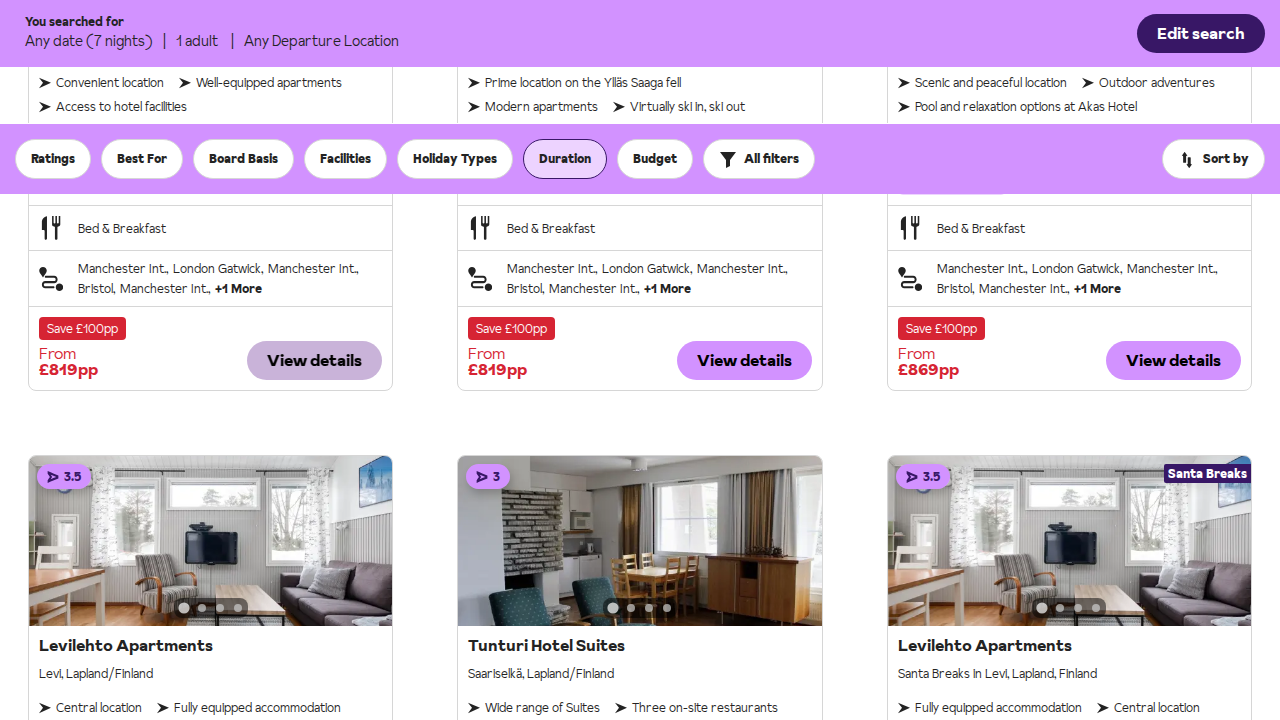 You searched for
Any date (7 nights) | 1 adult | Any Departure Location
Edit search
Convenient location Well-equipped apartments
Access to hotel facilities
Prime location on the Ylläs Saaga fell
Modern apartments Virtually ski in, ski out
Scenic and peaceful location Outdoor adventures
Pool and relaxation options at Akas Hotel
Ratings Best For Board Basis Facilities Holiday Types Duration Budget All filters Sort by
Bed & Breakfast
Manchester Int., London Gatwick, Manchester Int.,
Bristol, Manchester Int., +1 More
Save £100pp
From
£819pp
View details
Bed & Breakfast
Manchester Int., London Gatwick, Manchester Int.,
Bristol, Manchester Int., +1 More
Save £100pp
From
£819pp
View details
Bed & Breakfast
Manchester Int., London Gatwick, Manchester Int.,
Bristol, Manchester Int., +1 More
Save £100pp
From
£869pp
View details
3.5
Levilehto Apartments
Levi, Lapland/Finland
Central location Fully equipped accommodation
3
Tunturi Hotel Suites
Saariselkä, Lapland/Finland
Wide range of Suites Three on-site restaurants
3.5
Santa Breaks
Levilehto Apartments
Santa Breaks in Levi, Lapland, Finland
Fully equipped accommodation Central location